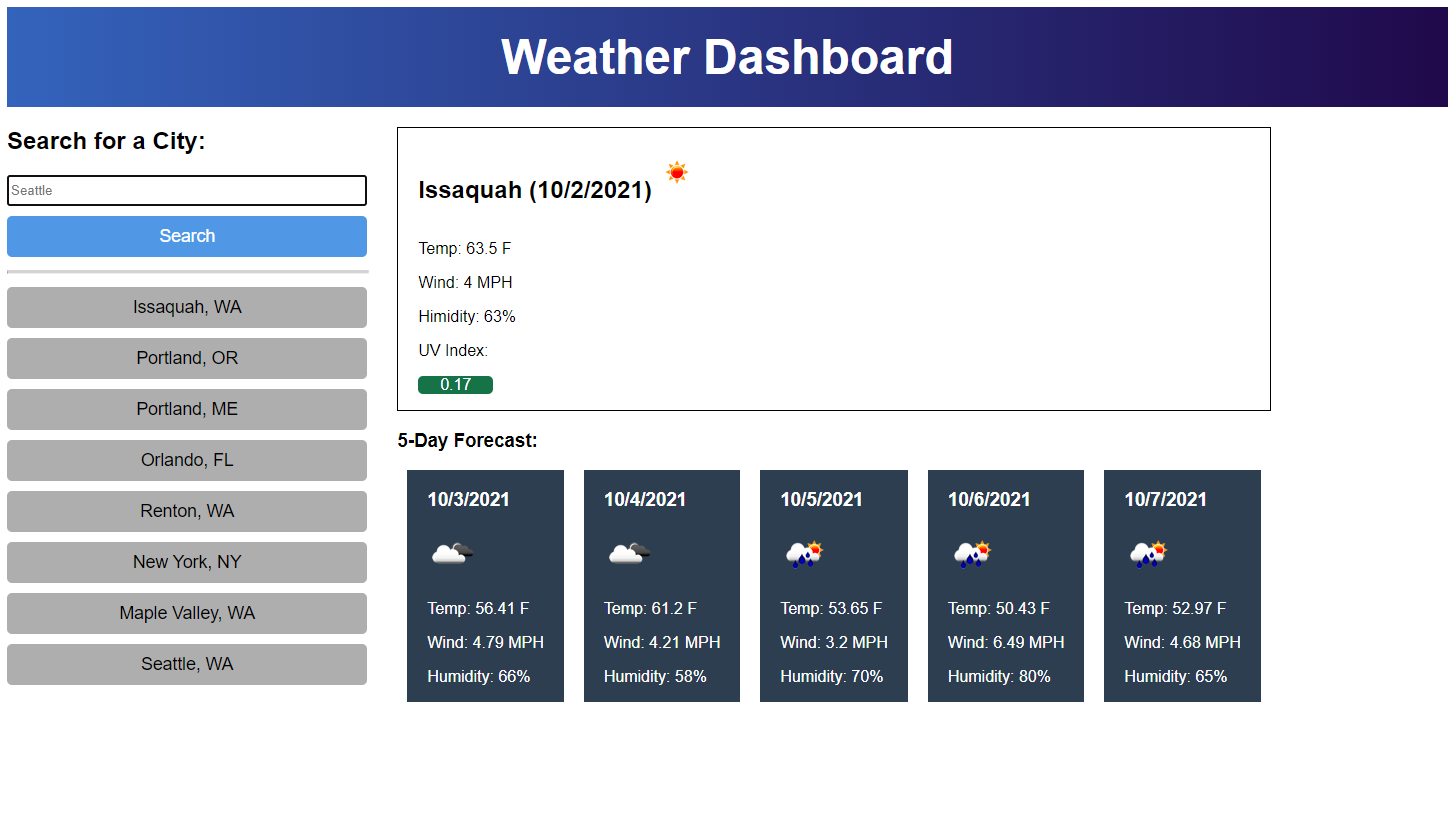 Weather Dashboard
Search for a City:
Seattle
Search
Issaquah, WA
Portland, OR
Portland, ME
Orlando, FL
Renton, WA
New York, NY
Maple Valley, WA
Seattle, WA
Issaquah (10/2/2021)
Temp: 63.5 F
Wind: 4 MPH
Himidity: 63%
UV Index:
0.17
5-Day Forecast:
10/3/2021
Temp: 56.41 F
Wind: 4.79 MPH
Humidity: 66%
10/4/2021
Temp: 61.2 F
Wind: 4.21 MPH
Humidity: 58%
10/5/2021
Temp: 53.65 F
Wind: 3.2 MPH
Humidity: 70%
10/6/2021
Temp: 50.43 F
Wind: 6.49 MPH
Humidity: 80%
10/7/2021
Temp: 52.97 F
Wind: 4.68 MPH
Humidity: 65%